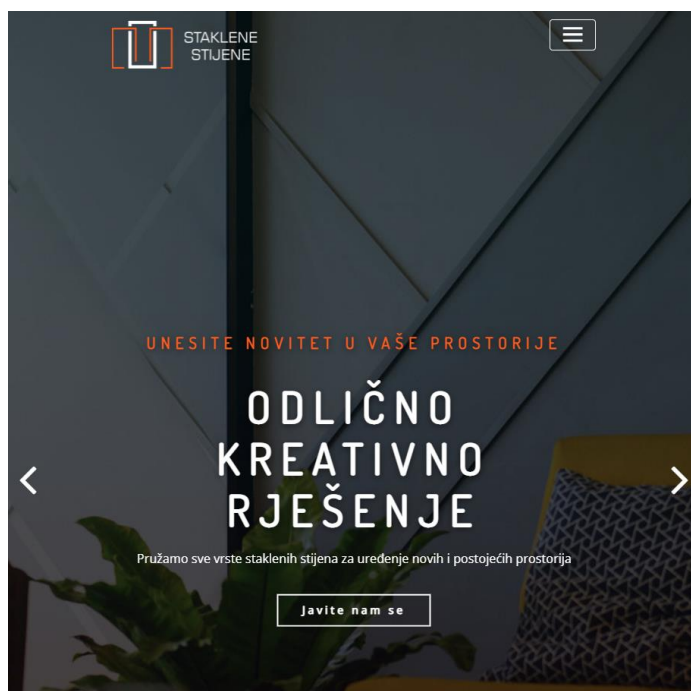 STAKLENE
STIJENE
UNESITE NOVITET U VAŠE PROSTORIJE
ODLIČNO
KREATIVNO
RJEŠENJE
Pružamo sve vrste staklenih stijena za uređenje novih i postojećih prostorija
Javite nam se